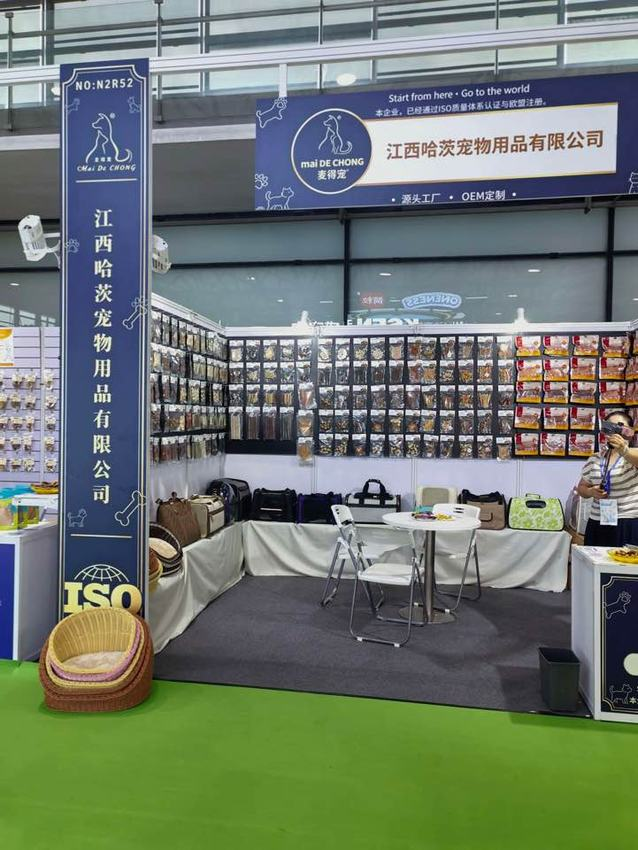 NO:N2R52
麦得宠
Mai DE CHONG
江西哈茨宠物用品有限公司
ISO
Start from here · Go to the world
本企业，已经通过ISO质量体系认证与欧盟注册。
mai DE CHONG
麦得宠
江西哈茨宠物用品有限公司
· 源头工厂 · OEM定制 ·
ONENESS